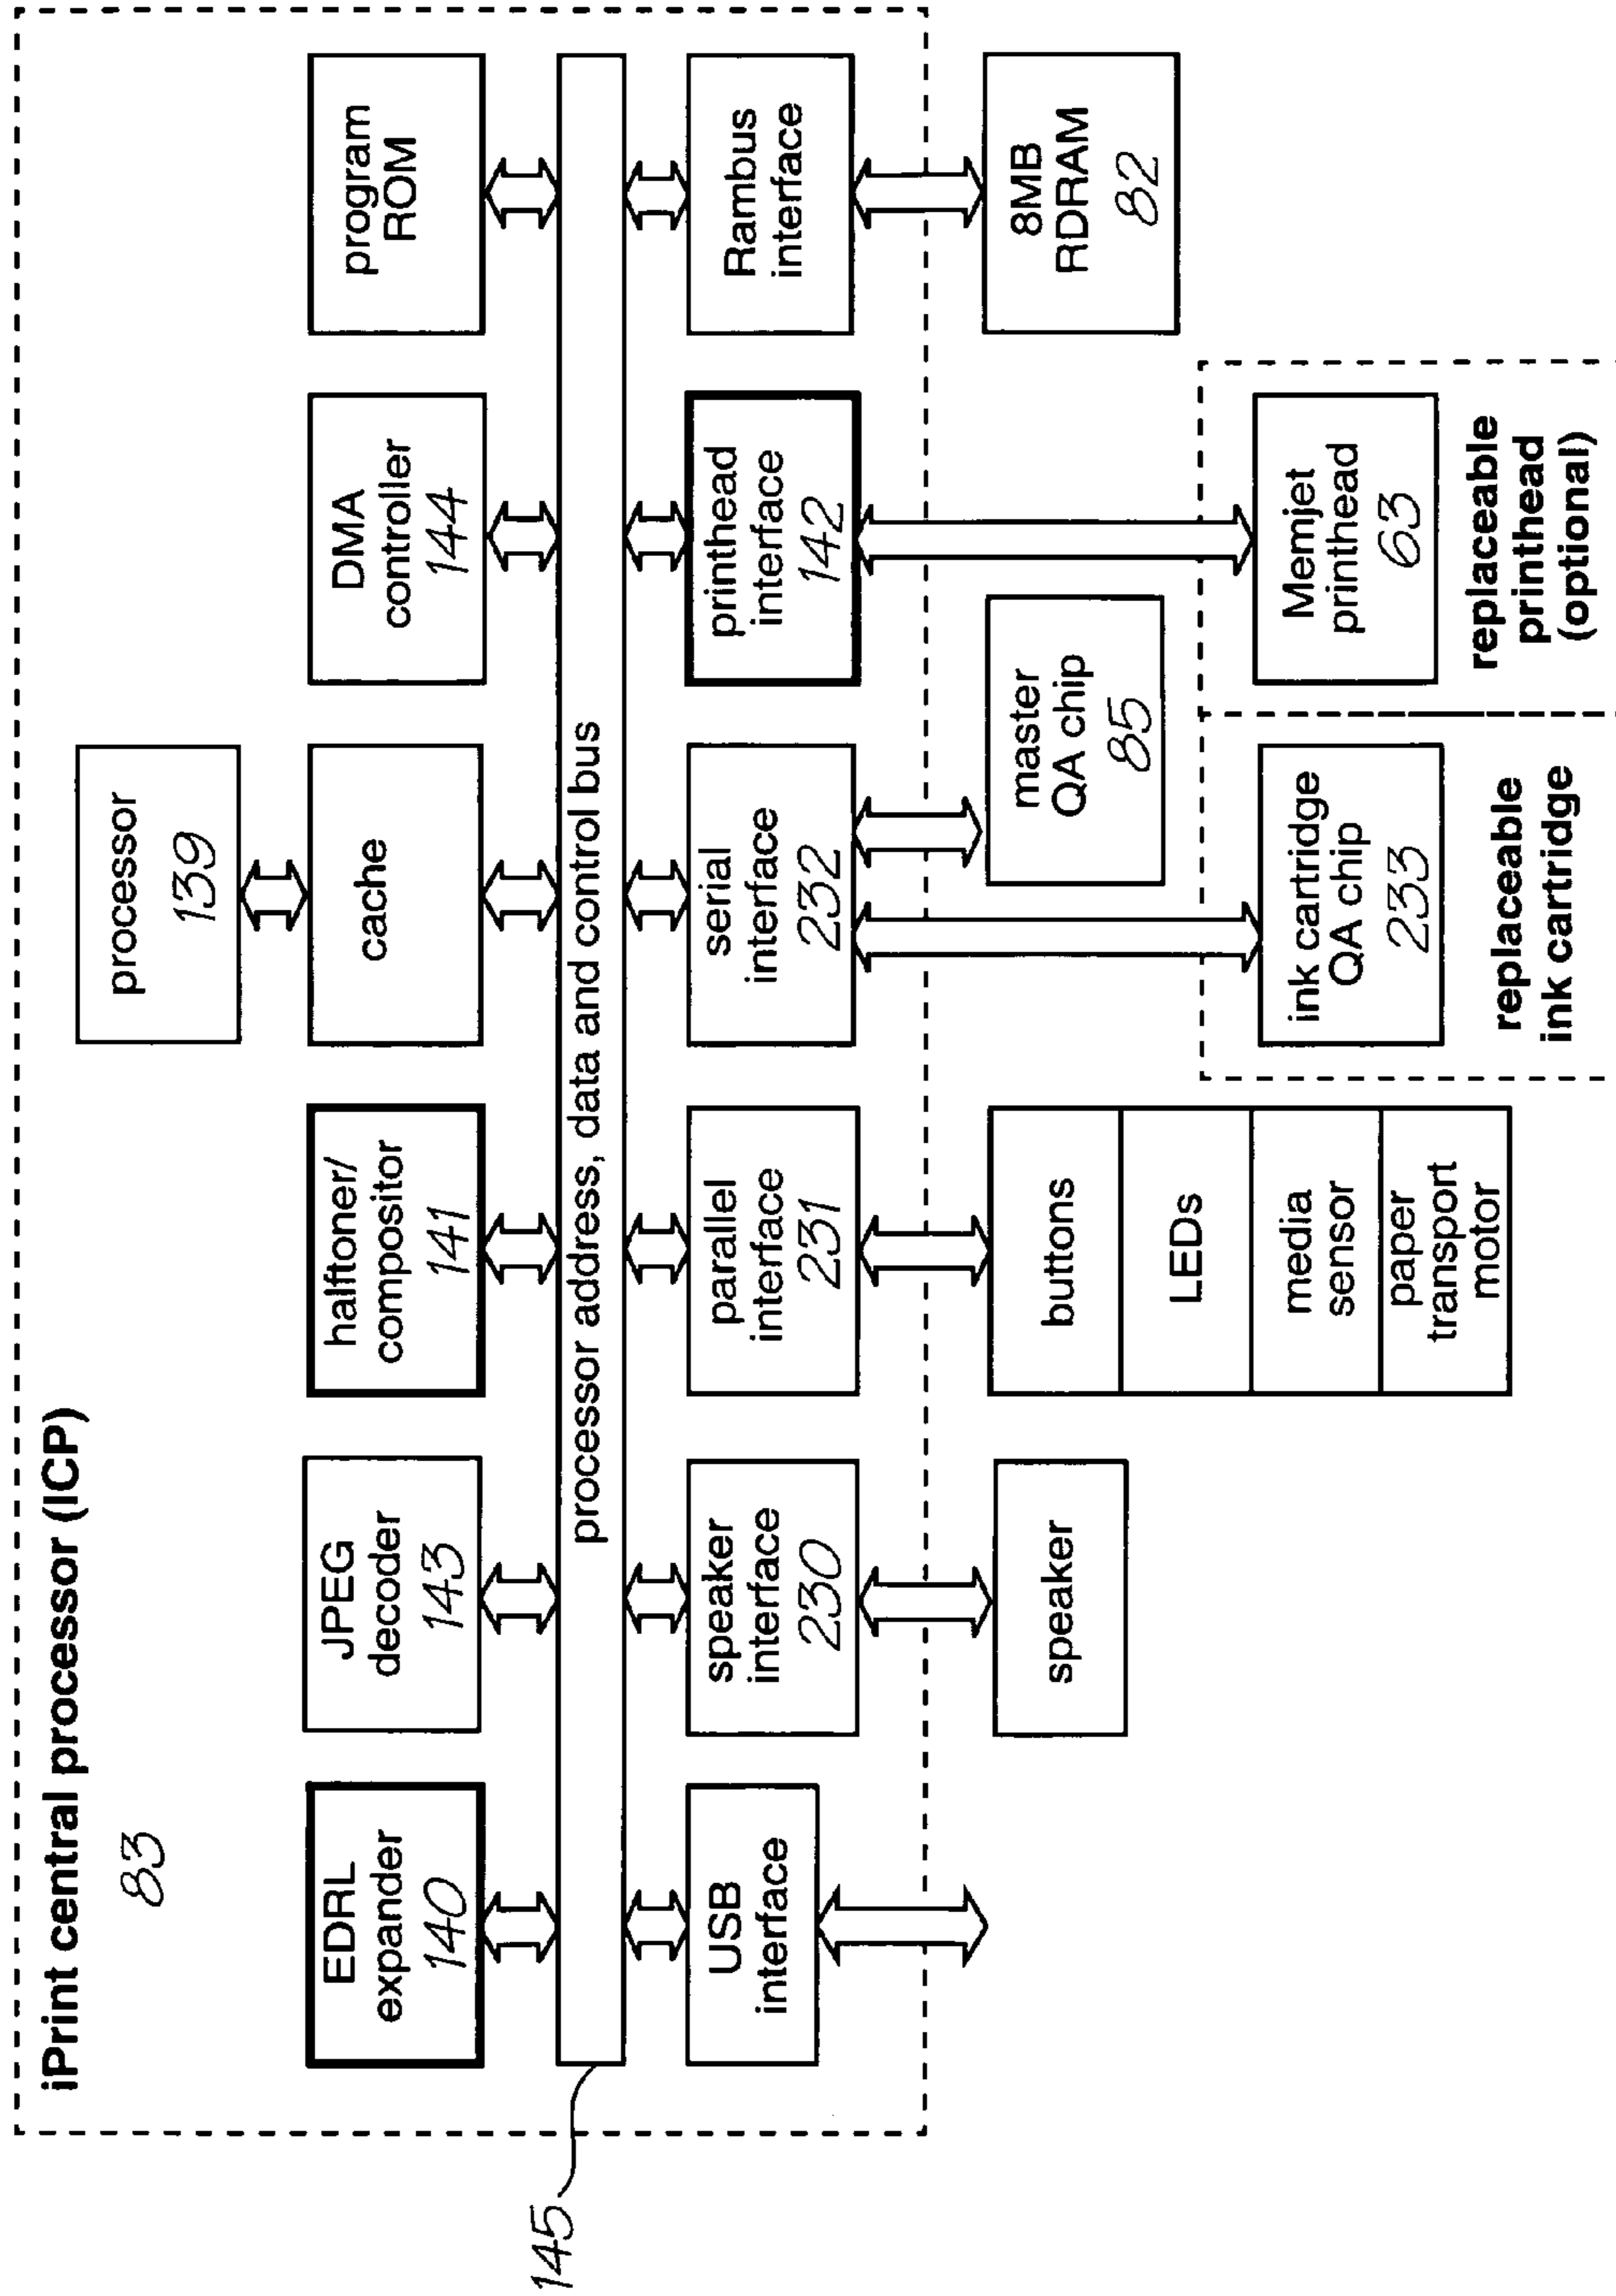 iPrint central processor (ICP)
83
processor
139
EDRL
expander
140
JPEG
decoder
143
halftoner/
compositor
141
cache
DMA
controller
144
program
ROM
145
processor address, data and control bus
USB
interface
speaker
interface
230
parallel
interface
231
serial
interface
232
printhead
interface
142
Rambus
interface
speaker
buttons
LEDs
media
sensor
paper
transport
motor
master
QA chip
85
8MB
RDRAM
82
ink cartridge
QA chip
233
replaceable
ink cartridge
Memjet
printhead
63
replaceable
printhead
(optional)